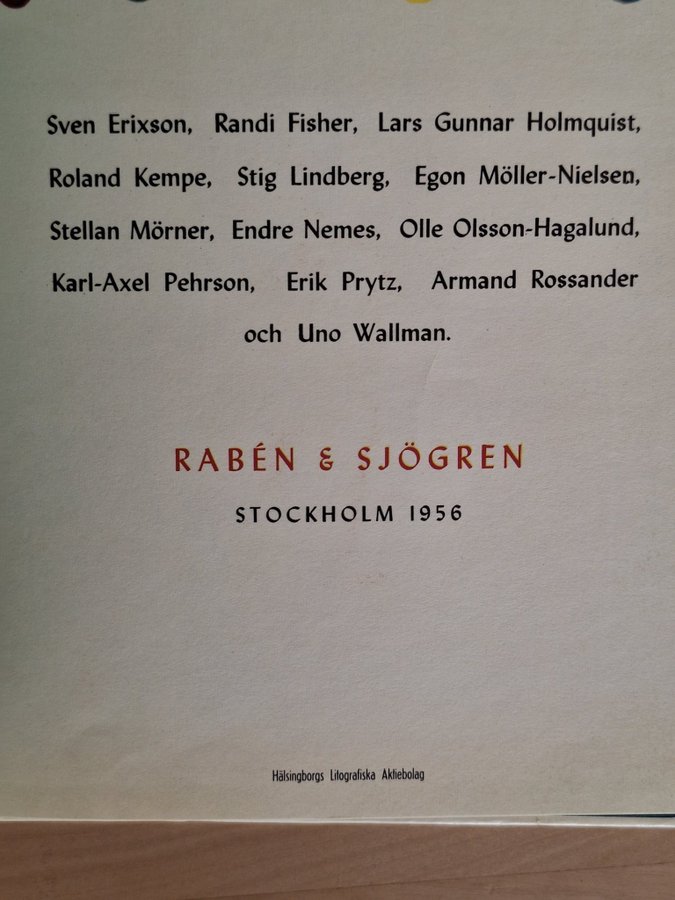 Sven Erixson, Randi Fisher, Lars Gunnar Holmquist,
Roland Kempe, Stig Lindberg, Egon Möller-Nielsen,
Stellan Mörner, Endre Nemes, Olle Olsson-Hagalund,
Karl-Axel Pehrson, Erik Prytz, Armand Rossander
och Uno Wallman.
RABÉN & SJÖGREN
STOCKHOLM 1956
Hälsingborgs Litografiska Aktiebolag